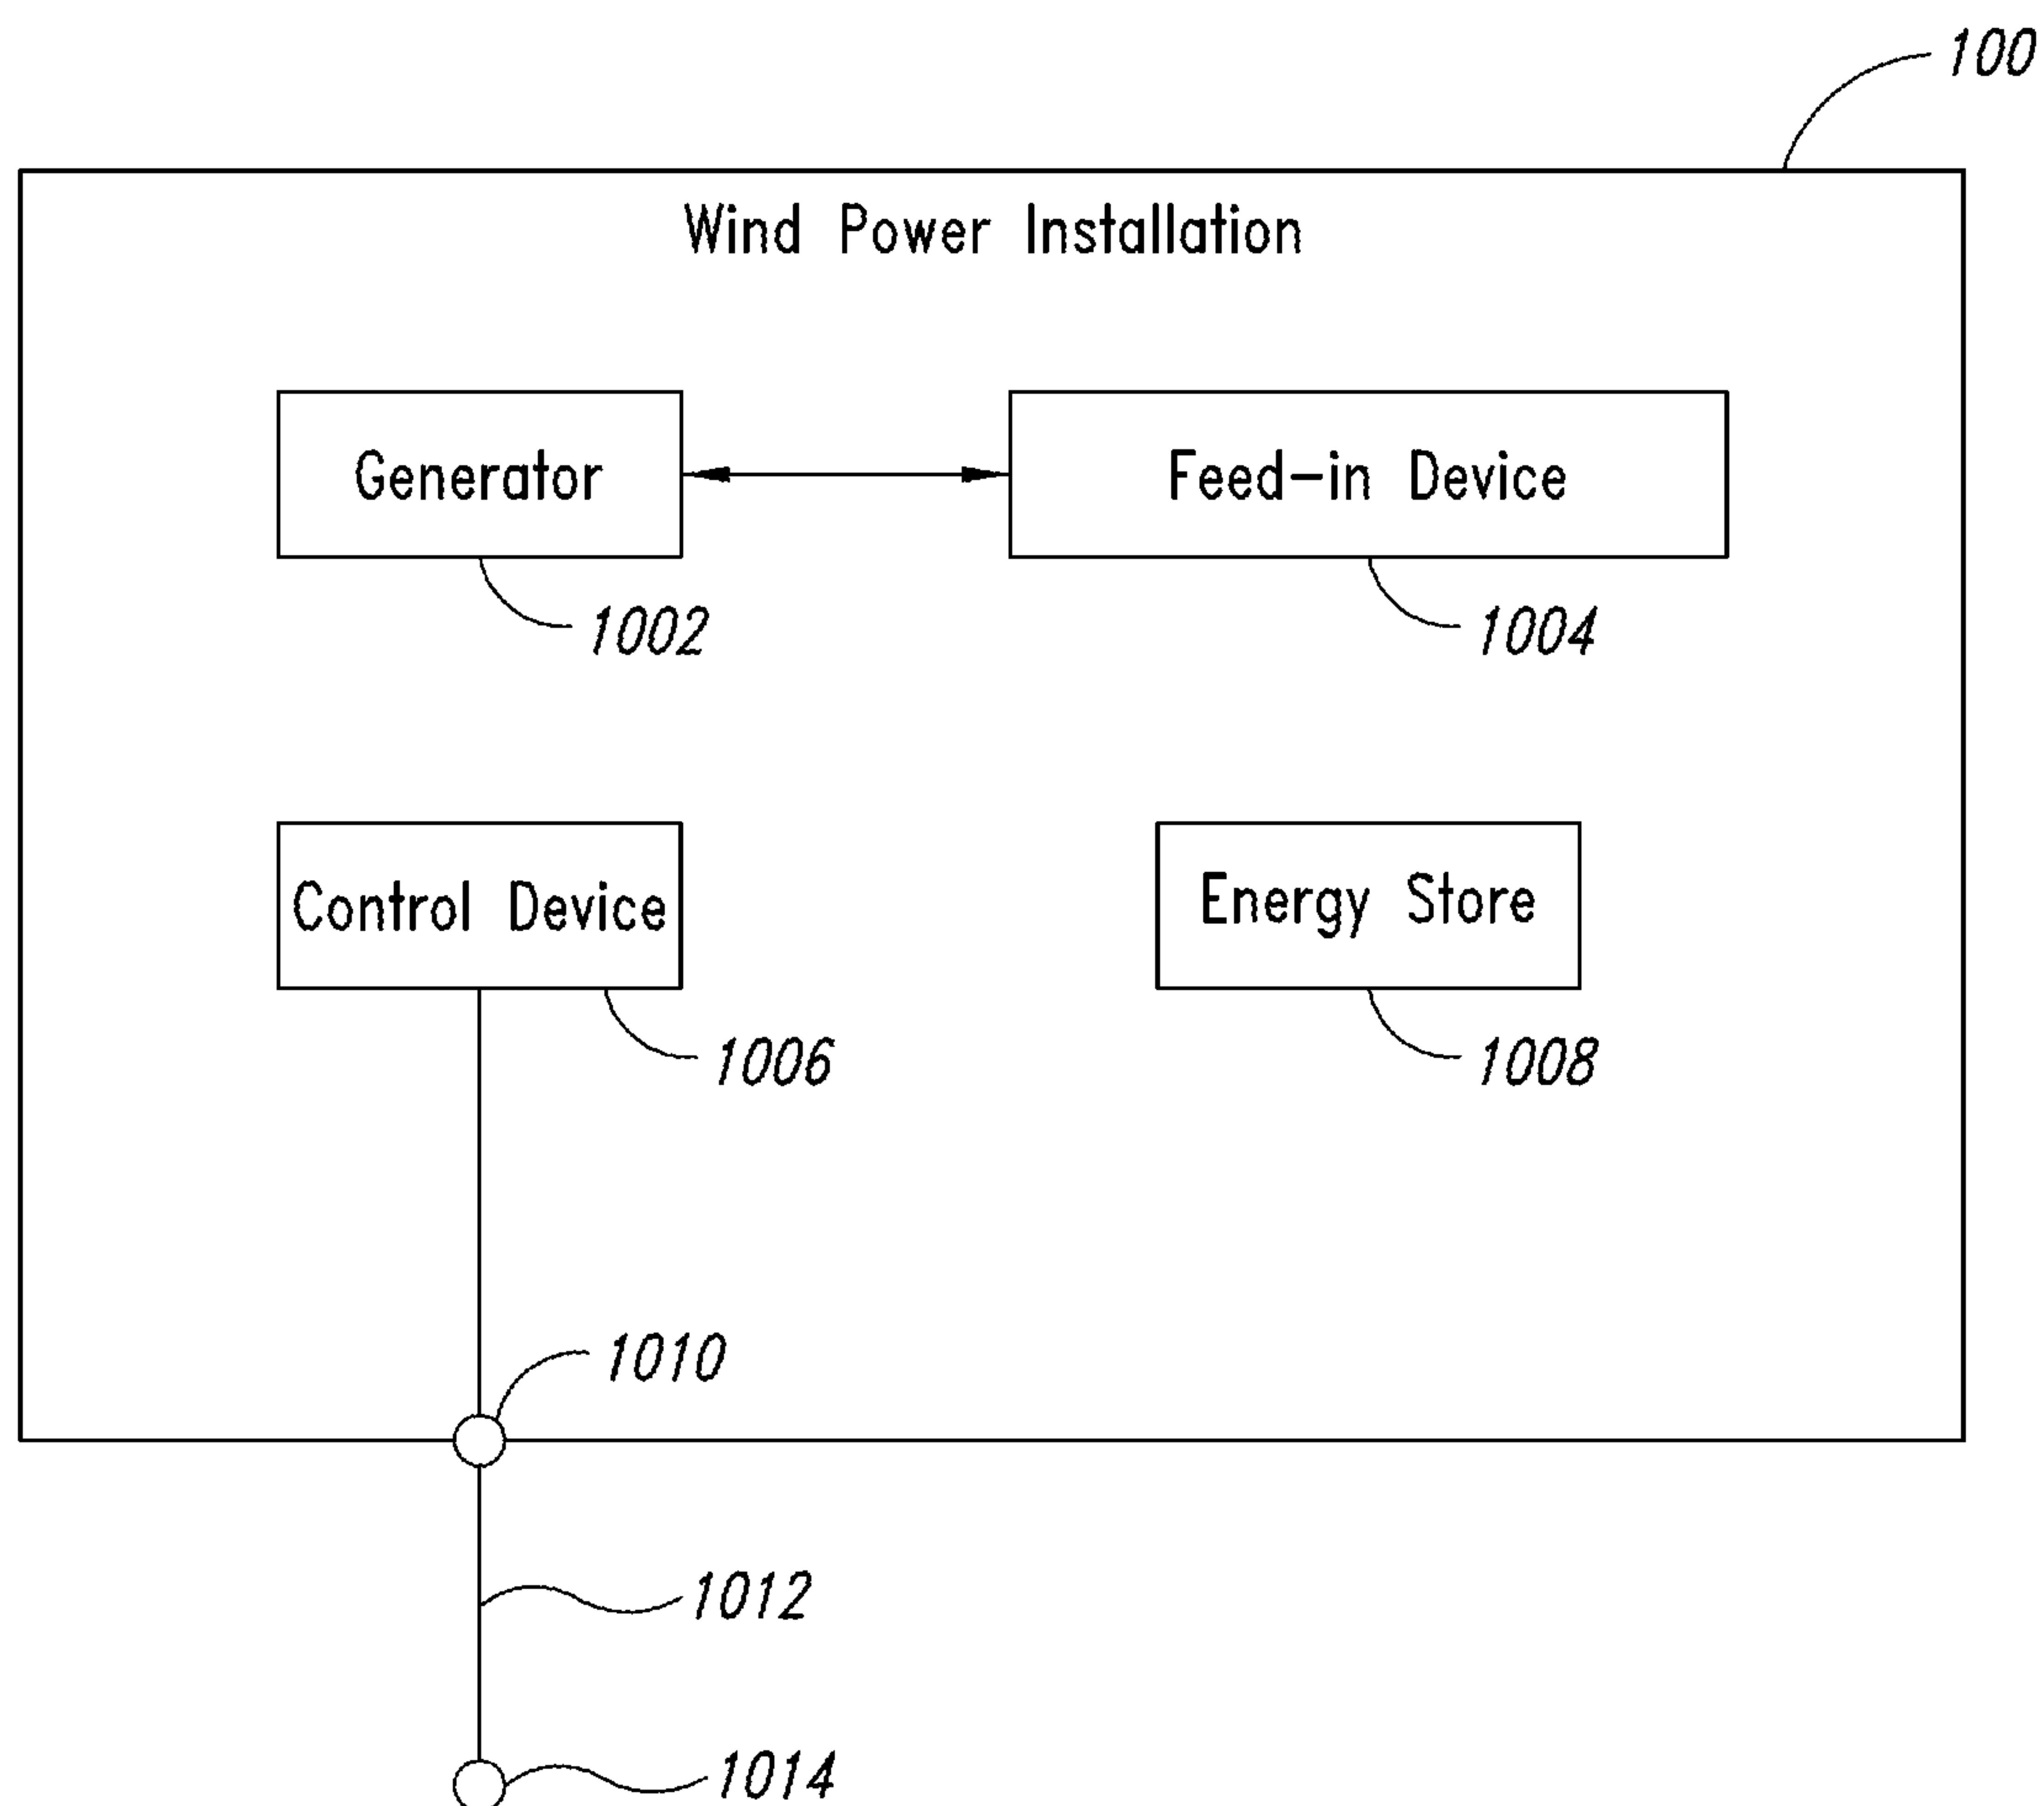 100
Wind Power Installation
Generator
Feed-in Device
1002
1004
Control Device
Energy Store
1006
1008
1010
1012
1014